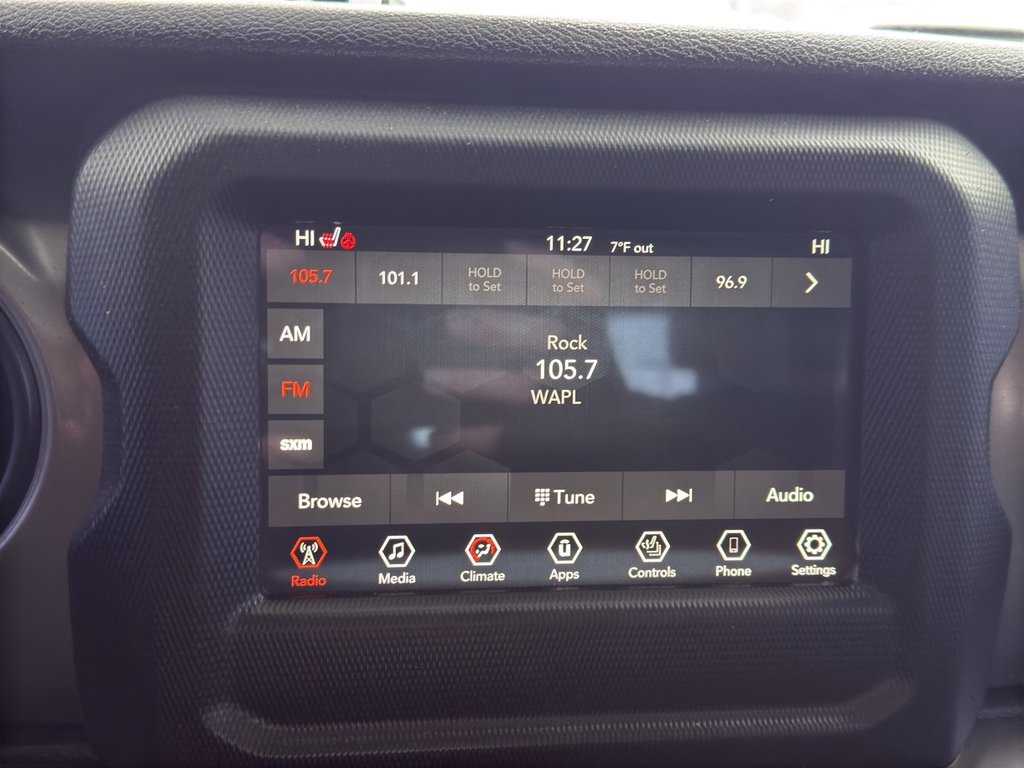 HI 11:27 7°F out HI
105.7 101.1 HOLD to Set HOLD to Set HOLD to Set 96.9
AM
FM
sxm
Rock
105.7
WAPL
Browse Tune Audio
Radio Media Climate Apps Controls Phone Settings